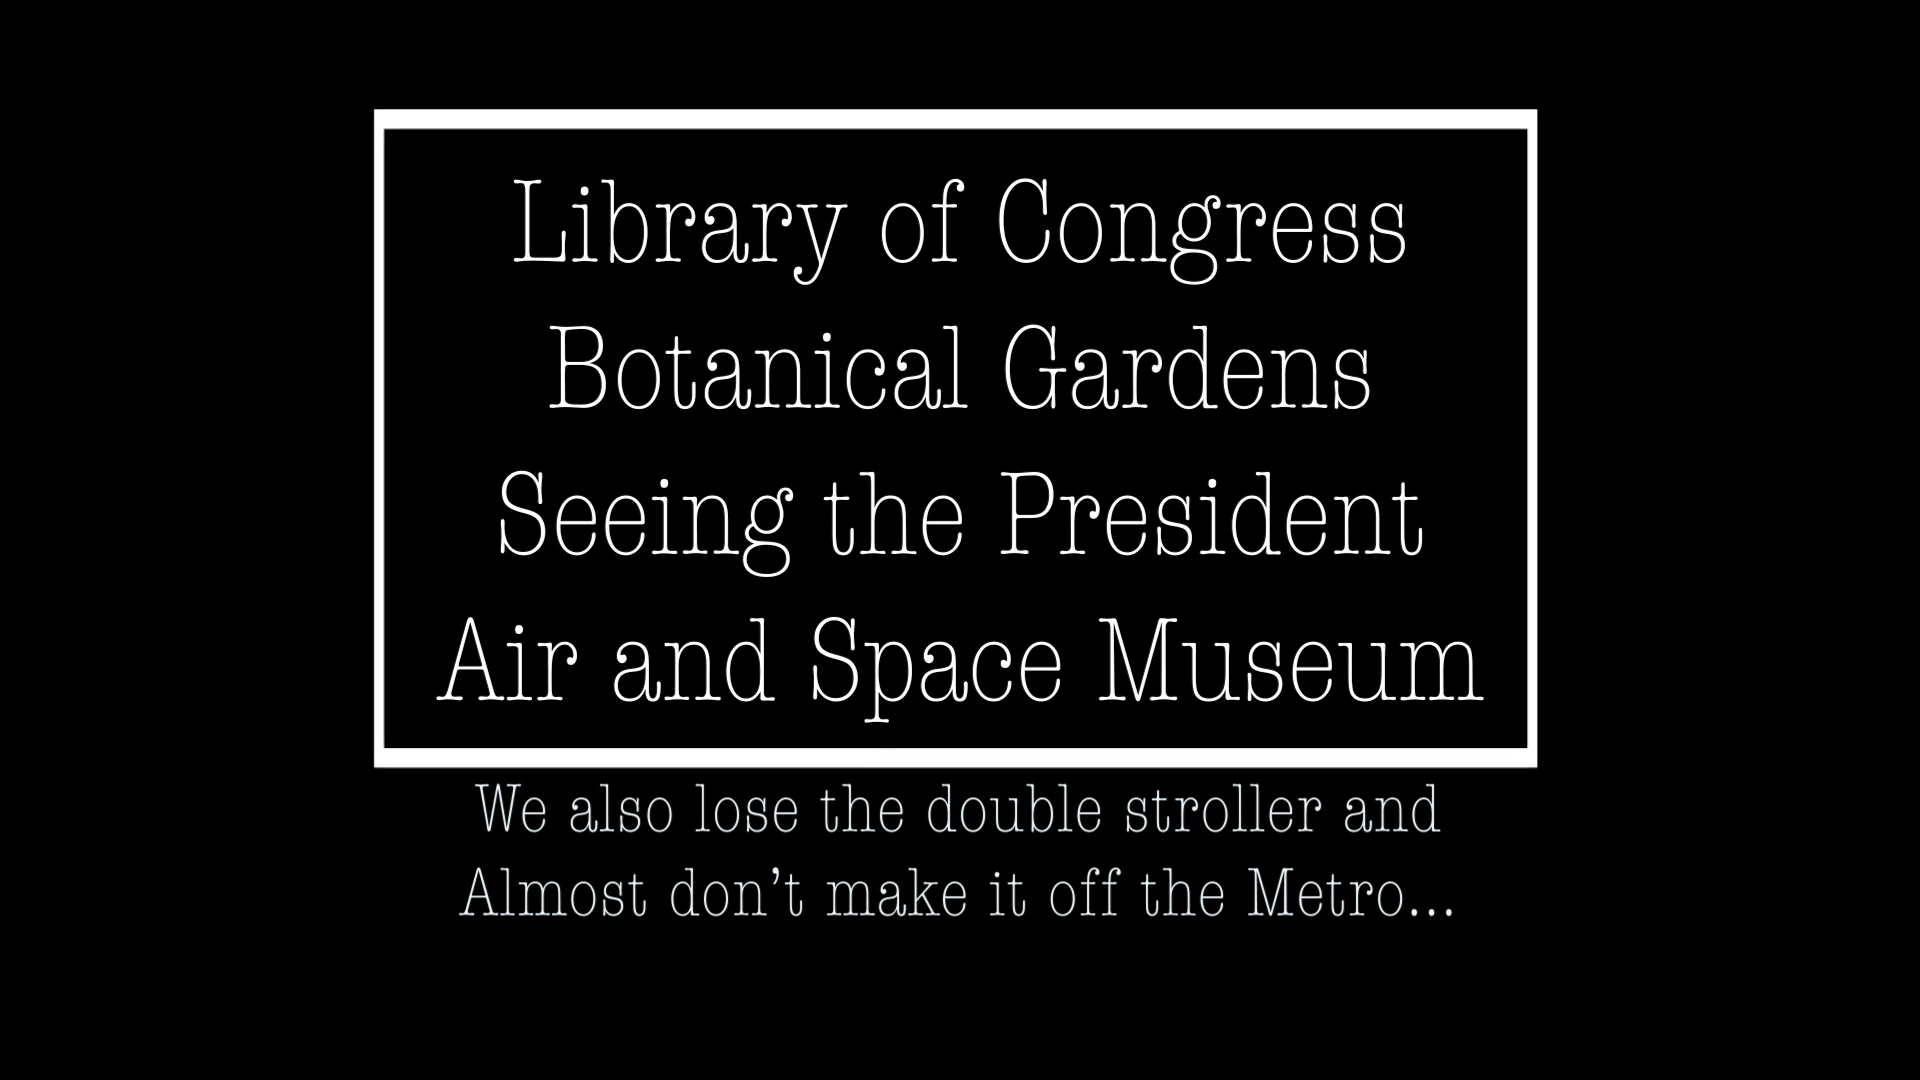 Library of Congress
Botanical Gardens
Seeing the President
Air and Space Museum
We also lose the double stroller and
Almost don’t make it off the Metro...